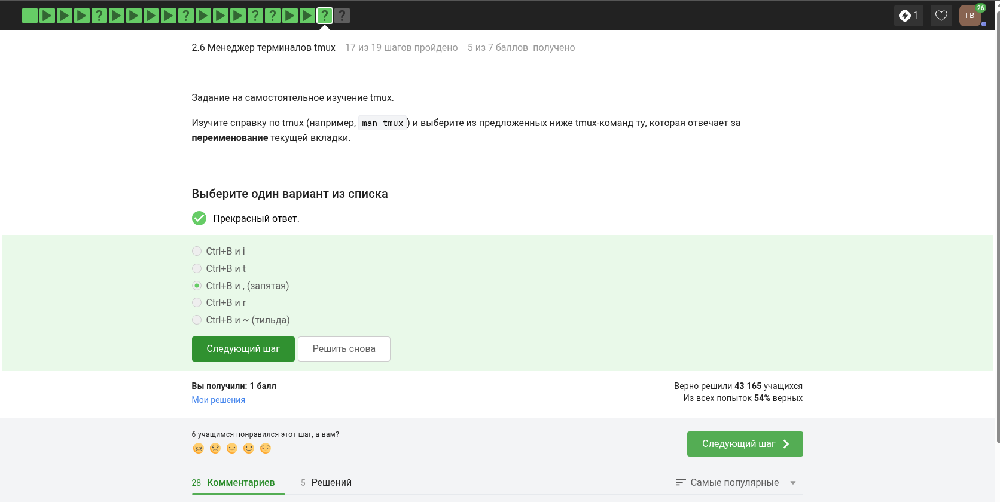 ? ? ? ? ? ? 1 ГВ 26
2.6 Менеджер терминалов tmux 17 из 19 шагов пройдено 5 из 7 баллов получено
Задание на самостоятельное изучение tmux.
Изучите справку по tmux (например, man tmux ) и выберите из предложенных ниже tmux-команд ту, которая отвечает за
переименование текущей вкладки.
Выберите один вариант из списка
Прекрасный ответ.
Ctrl+B и i
Ctrl+B и t
Ctrl+B и , (запятая)
Ctrl+B и r
Ctrl+B и ~ (тильда)
Следующий шаг Решить снова
Вы получили: 1 балл
Мои решения
Верно решили 43 165 учащихся
Из всех попыток 54% верных
6 учащимся понравился этот шаг, а вам?
Следующий шаг
28 Комментариев 5 Решений Самые популярные